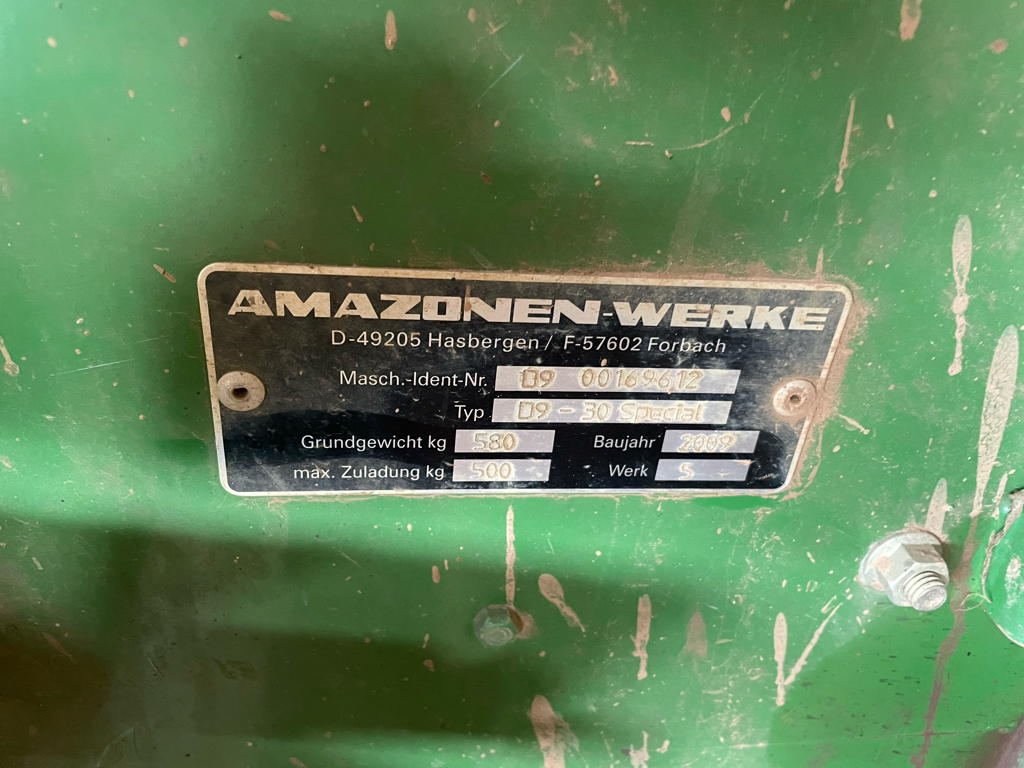 AMAZONEN-WERKE
D-49205 Hasbergen / F-57602 Forbach
Masch.-Ident-Nr. D9 00169612
Typ D9 - 30 Special
Grundgewicht kg 580 Baujahr 2009
max. Zuladung kg 500 Werk S